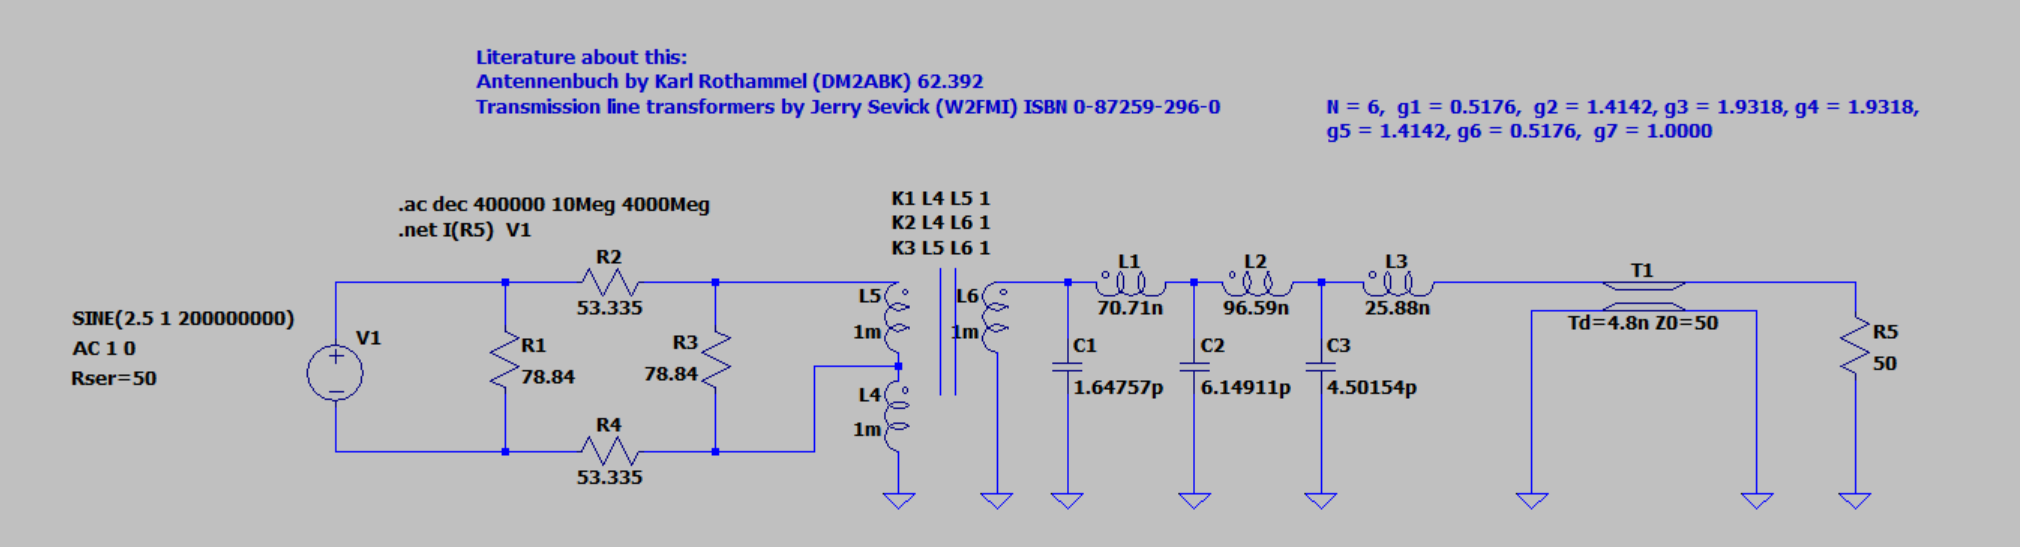 Literature about this:
Antennenbuch by Karl Rothammel (DM2ABK) 62.392
Transmission line transformers by Jerry Sevick (W2FMI) ISBN 0-87259-296-0
N = 6, g1 = 0.5176, g2 = 1.4142, g3 = 1.9318, g4 = 1.9318,
g5 = 1.4142, g6 = 0.5176, g7 = 1.0000
.ac dec 400000 10Meg 4000Meg
.net I(R5) V1
K1 L4 L5 1
K2 L4 L6 1
K3 L5 L6 1
SINE(2.5 1 200000000)
AC 1 0
Rser=50
V1
R1
78.84
R2
53.335
R3
78.84
R4
53.335
L5
1m
L4
1m
L6
1m
C1
1.64757p
L1
70.71n
C2
6.14911p
L2
96.59n
C3
4.50154p
L3
25.88n
T1
Td=4.8n Z0=50
R5
50